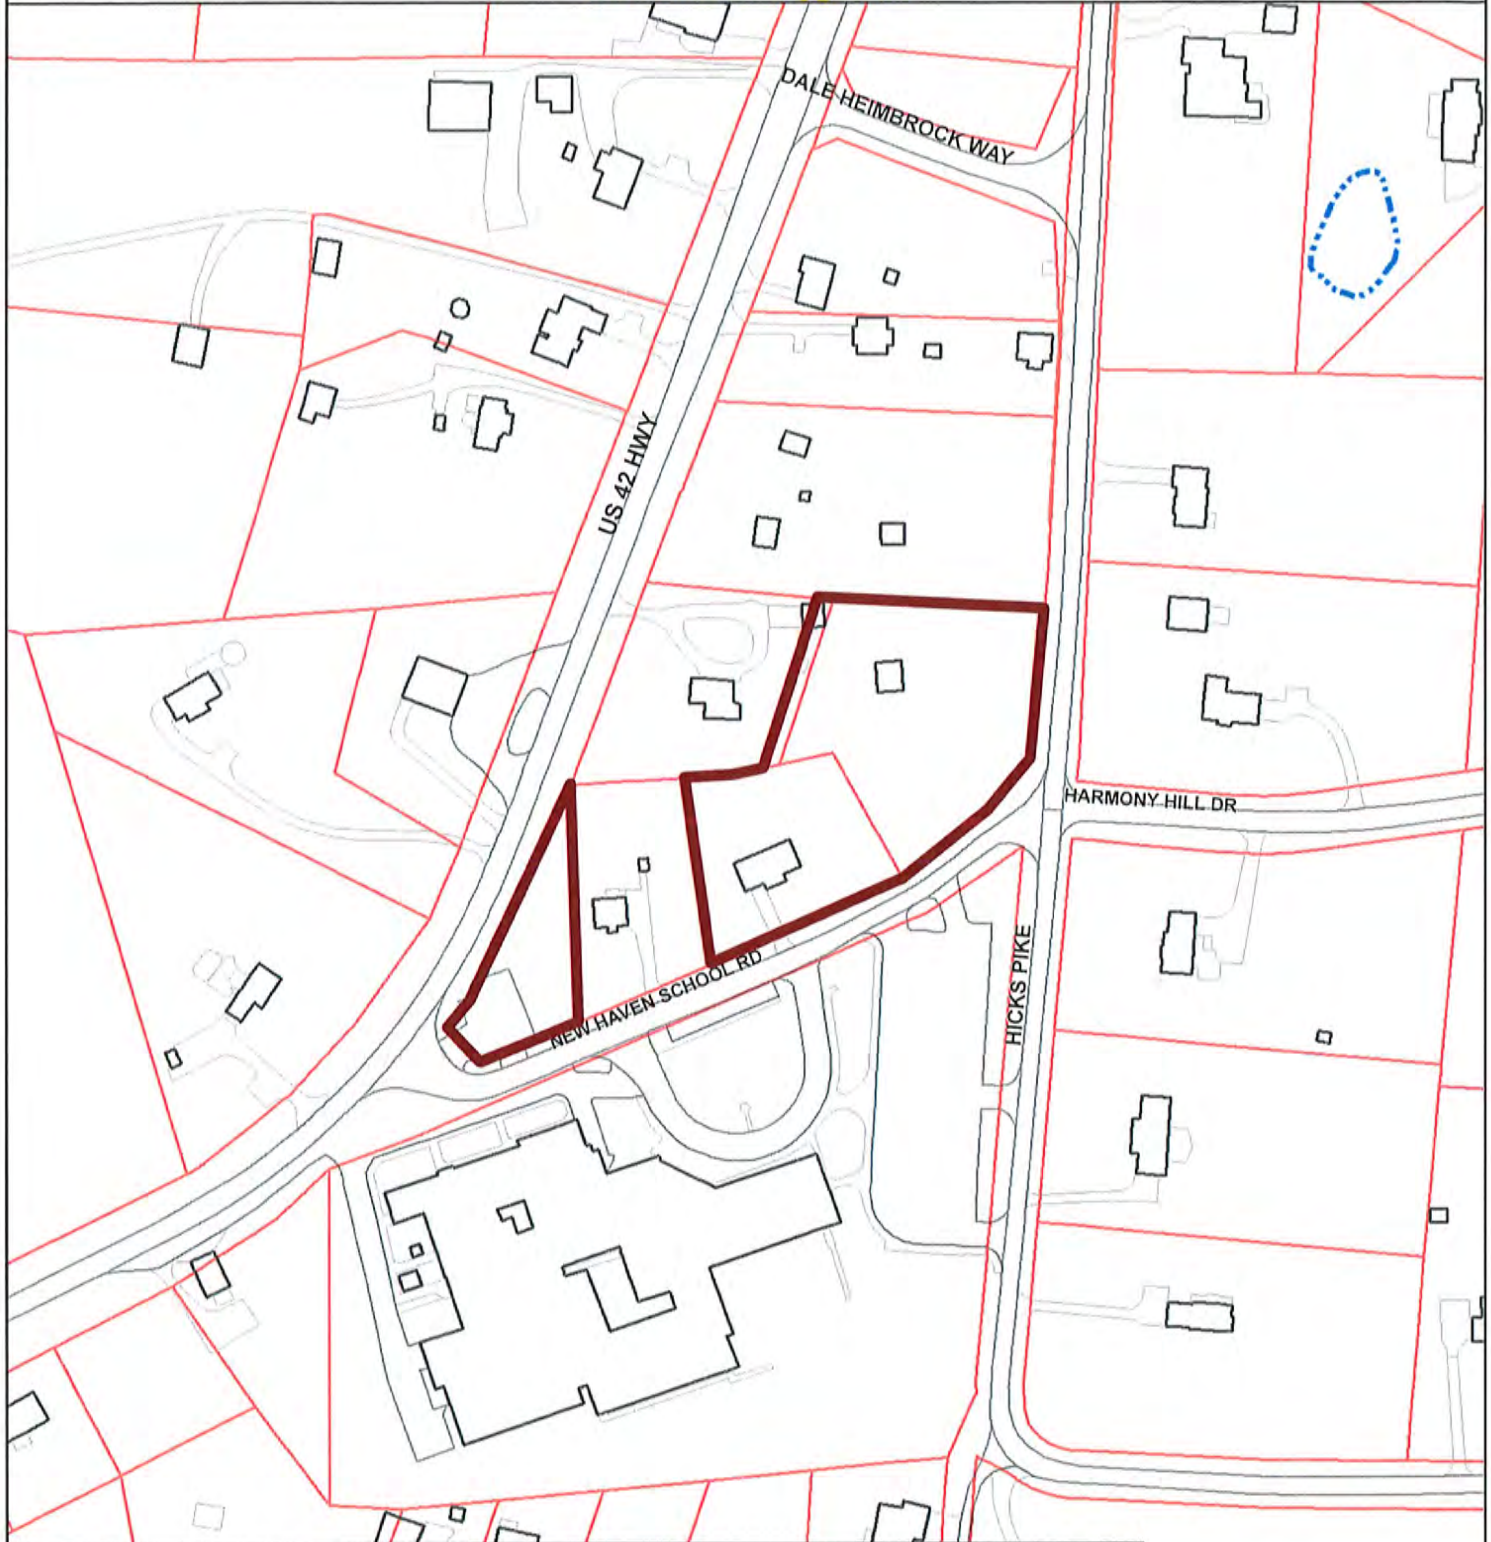 DALE HEIMBROCK WAY
US 42 HWY
HARMONY HILL DR
NEW HAVEN SCHOOL RD
HICKS PIKE